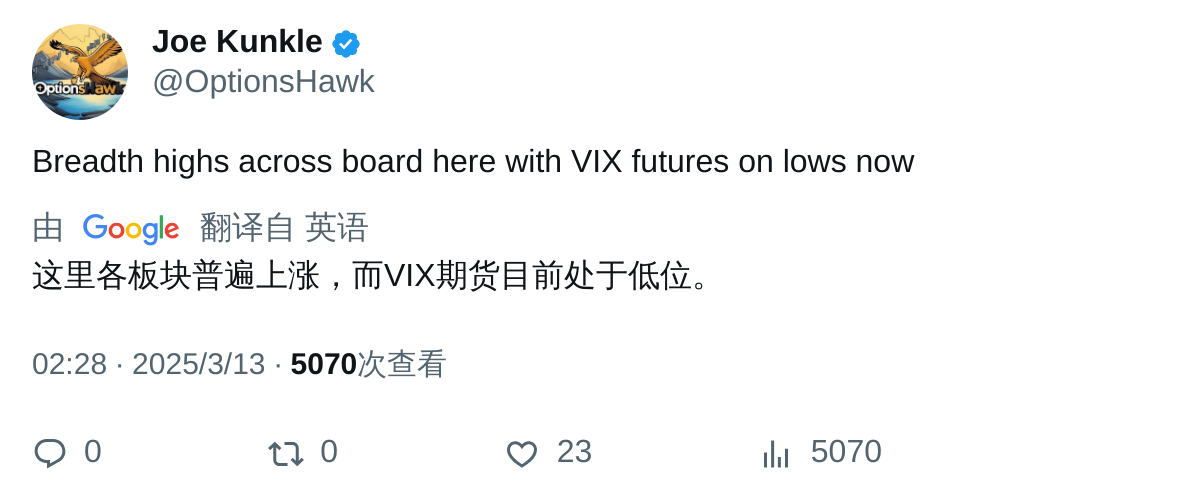 Joe Kunkle
@OptionsHawk
Breadth highs across board here with VIX futures on lows now
由 Google 翻译自 英语
这里各板块普遍上涨，而VIX期货目前处于低位。
02:28 · 2025/3/13 · 5070次查看
0 0 23 5070